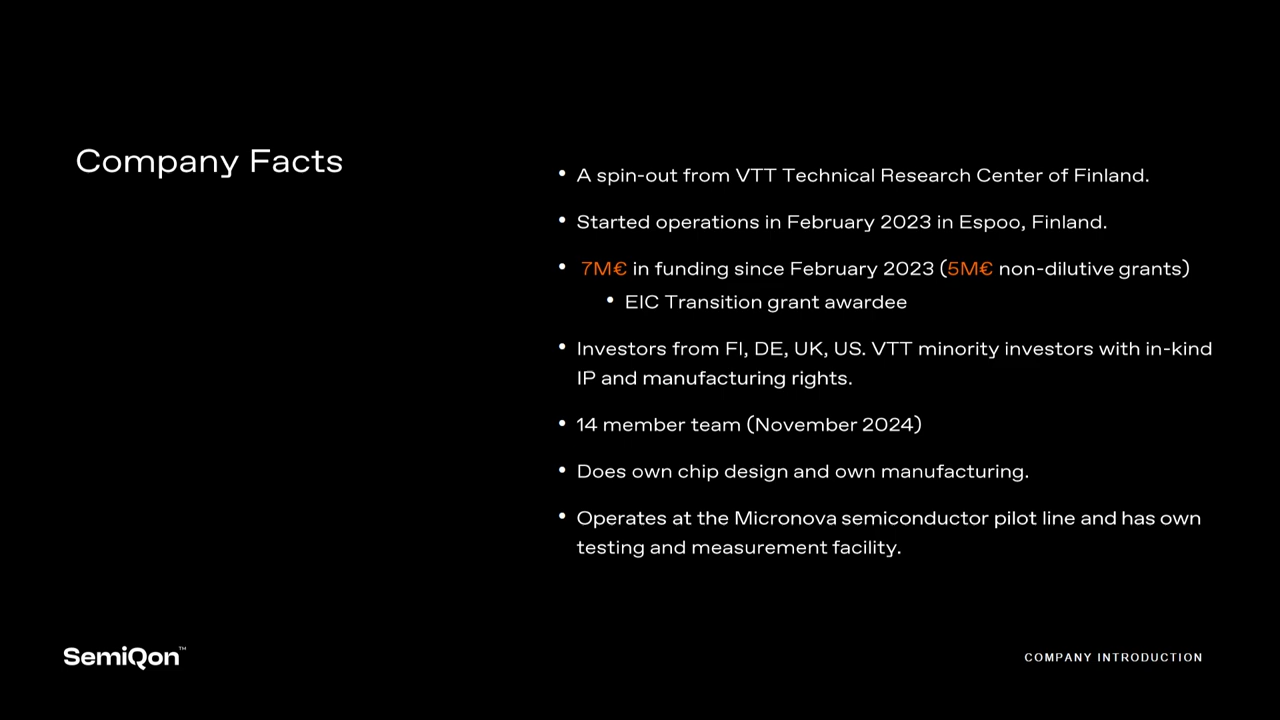 Company Facts
• A spin-out from VTT Technical Research Center of Finland.
• Started operations in February 2023 in Espoo, Finland.
• 7M€ in funding since February 2023 (5M€ non-dilutive grants)
• EIC Transition grant awardee
• Investors from FI, DE, UK, US. VTT minority investors with in-kind
IP and manufacturing rights.
• 14 member team (November 2024)
• Does own chip design and own manufacturing.
• Operates at the Micronova semiconductor pilot line and has own
testing and measurement facility.
SemiQon™
COMPANY INTRODUCTION